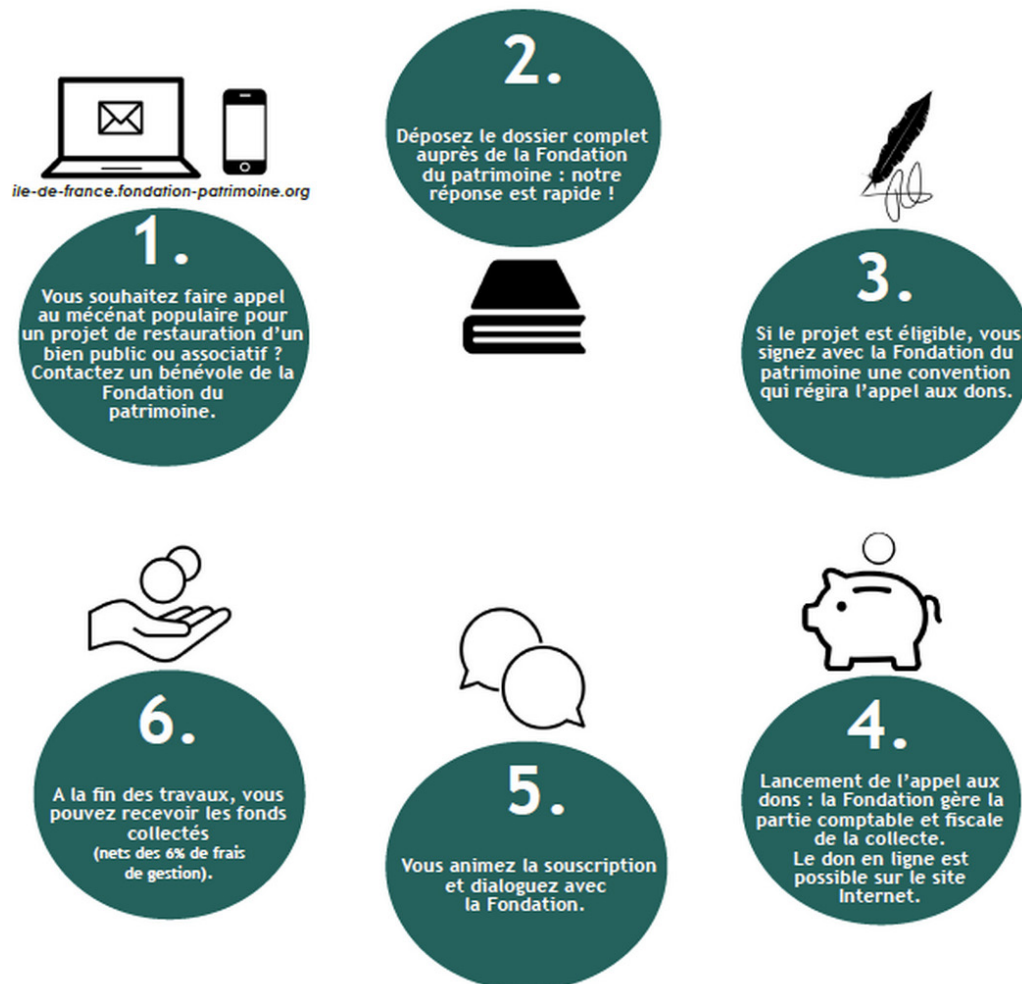 ile-de-france.fondation-patrimoine.org
1.
Vous souhaitez faire appel
au mécénat populaire pour
un projet de restauration d’un
bien public ou associatif ?
Contactez un bénévole de la
Fondation du
patrimoine.
2.
Déposez le dossier complet
auprès de la Fondation
du patrimoine : notre
réponse est rapide !
3.
Si le projet est éligible, vous
signez avec la Fondation du
patrimoine une convention
qui régira l’appel aux dons.
4.
Lancement de l’appel aux
dons : la Fondation gère la
partie comptable et fiscale
de la collecte.
Le don en ligne est
possible sur le site
Internet.
5.
Vous animez la souscription
et dialoguez avec
la Fondation.
6.
A la fin des travaux, vous
pouvez recevoir les fonds
collectés
(nets des 6% de frais
de gestion).